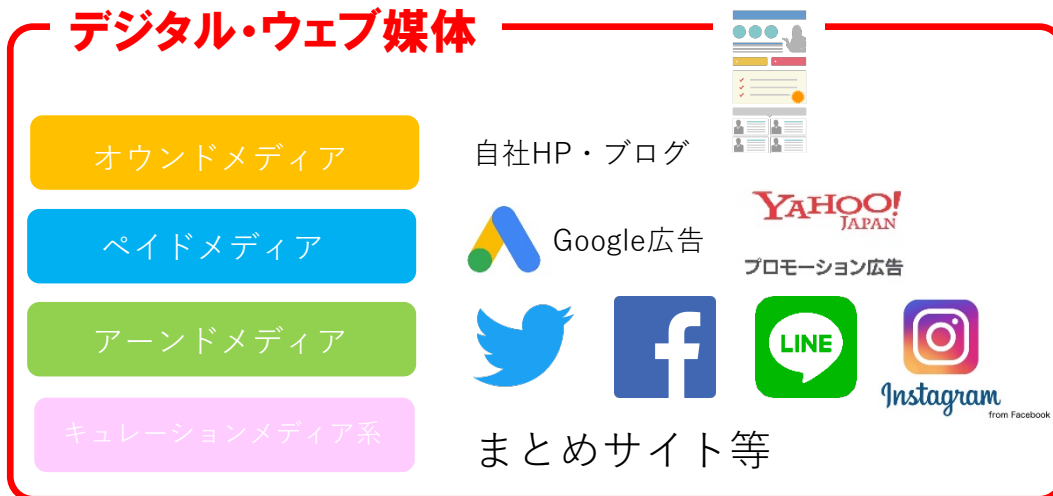 デジタル・ウェブ媒体
オウンドメディア
自社HP・ブログ
ペイドメディア
Google広告
YAHOO!
JAPAN
プロモーション広告
アーンドメディア
LINE
Instagram
from Facebook
キュレーションメディア系
まとめサイト等